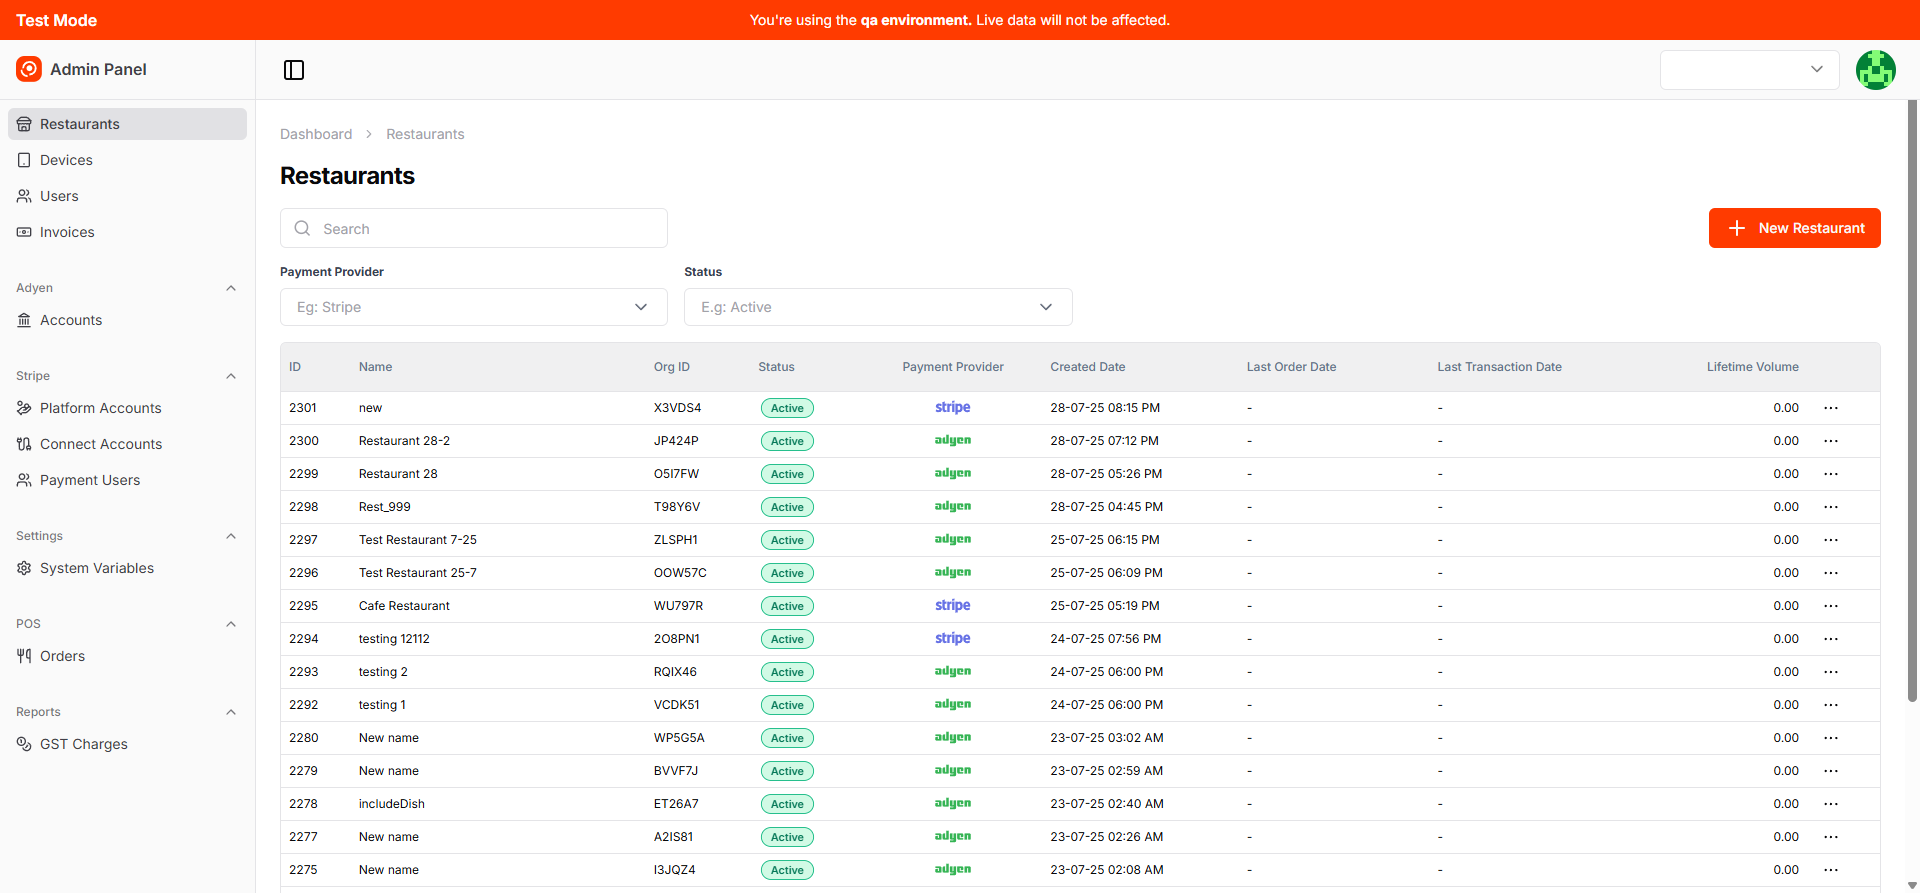 Test Mode
You're using the qa environment. Live data will not be affected.
Admin Panel
Restaurants
Devices
Users
Invoices
Adyen
Accounts
Stripe
Platform Accounts
Connect Accounts
Payment Users
Settings
System Variables
POS
Orders
Reports
GST Charges
Dashboard > Restaurants
Restaurants
Search
New Restaurant
Payment Provider Status
Eg: Stripe E.g: Active
ID Name Org ID Status Payment Provider Created Date Last Order Date Last Transaction Date Lifetime Volume
2301 new X3VDS4 Active stripe 28-07-25 08:15 PM - - 0.00 ...
2300 Restaurant 28-2 JP424P Active adyen 28-07-25 07:12 PM - - 0.00 ...
2299 Restaurant 28 O5I7FW Active adyen 28-07-25 05:26 PM - - 0.00 ...
2298 Rest_999 T98Y6V Active adyen 28-07-25 04:45 PM - - 0.00 ...
2297 Test Restaurant 7-25 ZLSPH1 Active adyen 25-07-25 06:15 PM - - 0.00 ...
2296 Test Restaurant 25-7 OOW57C Active adyen 25-07-25 06:09 PM - - 0.00 ...
2295 Cafe Restaurant WU797R Active stripe 25-07-25 05:19 PM - - 0.00 ...
2294 testing 12112 2O8PN1 Active stripe 24-07-25 07:56 PM - - 0.00 ...
2293 testing 2 RQIX46 Active adyen 24-07-25 06:00 PM - - 0.00 ...
2292 testing 1 VCDK51 Active adyen 24-07-25 06:00 PM - - 0.00 ...
2280 New name WP5G5A Active adyen 23-07-25 03:02 AM - - 0.00 ...
2279 New name BVVF7J Active adyen 23-07-25 02:59 AM - - 0.00 ...
2278 includeDish ET26A7 Active adyen 23-07-25 02:40 AM - - 0.00 ...
2277 New name A2IS81 Active adyen 23-07-25 02:26 AM - - 0.00 ...
2275 New name I3JQZ4 Active adyen 23-07-25 02:08 AM - - 0.00 ...